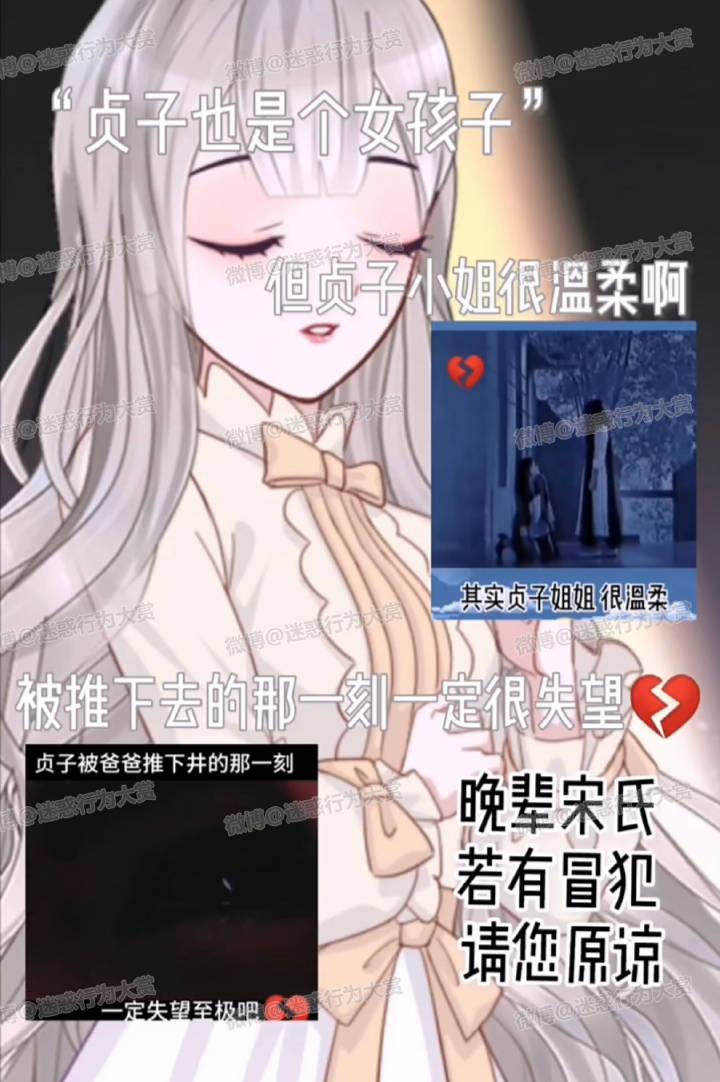 “贞子也是个女孩子”
但贞子小姐很溫柔啊
其实贞子姐姐 很溫柔
被推下去的那一刻一定很失望💔
贞子被爸爸推下井的那一刻
一定失望至极吧💔
晚辈宋氏
若有冒犯
请您原谅
微博@迷惑行为大赏